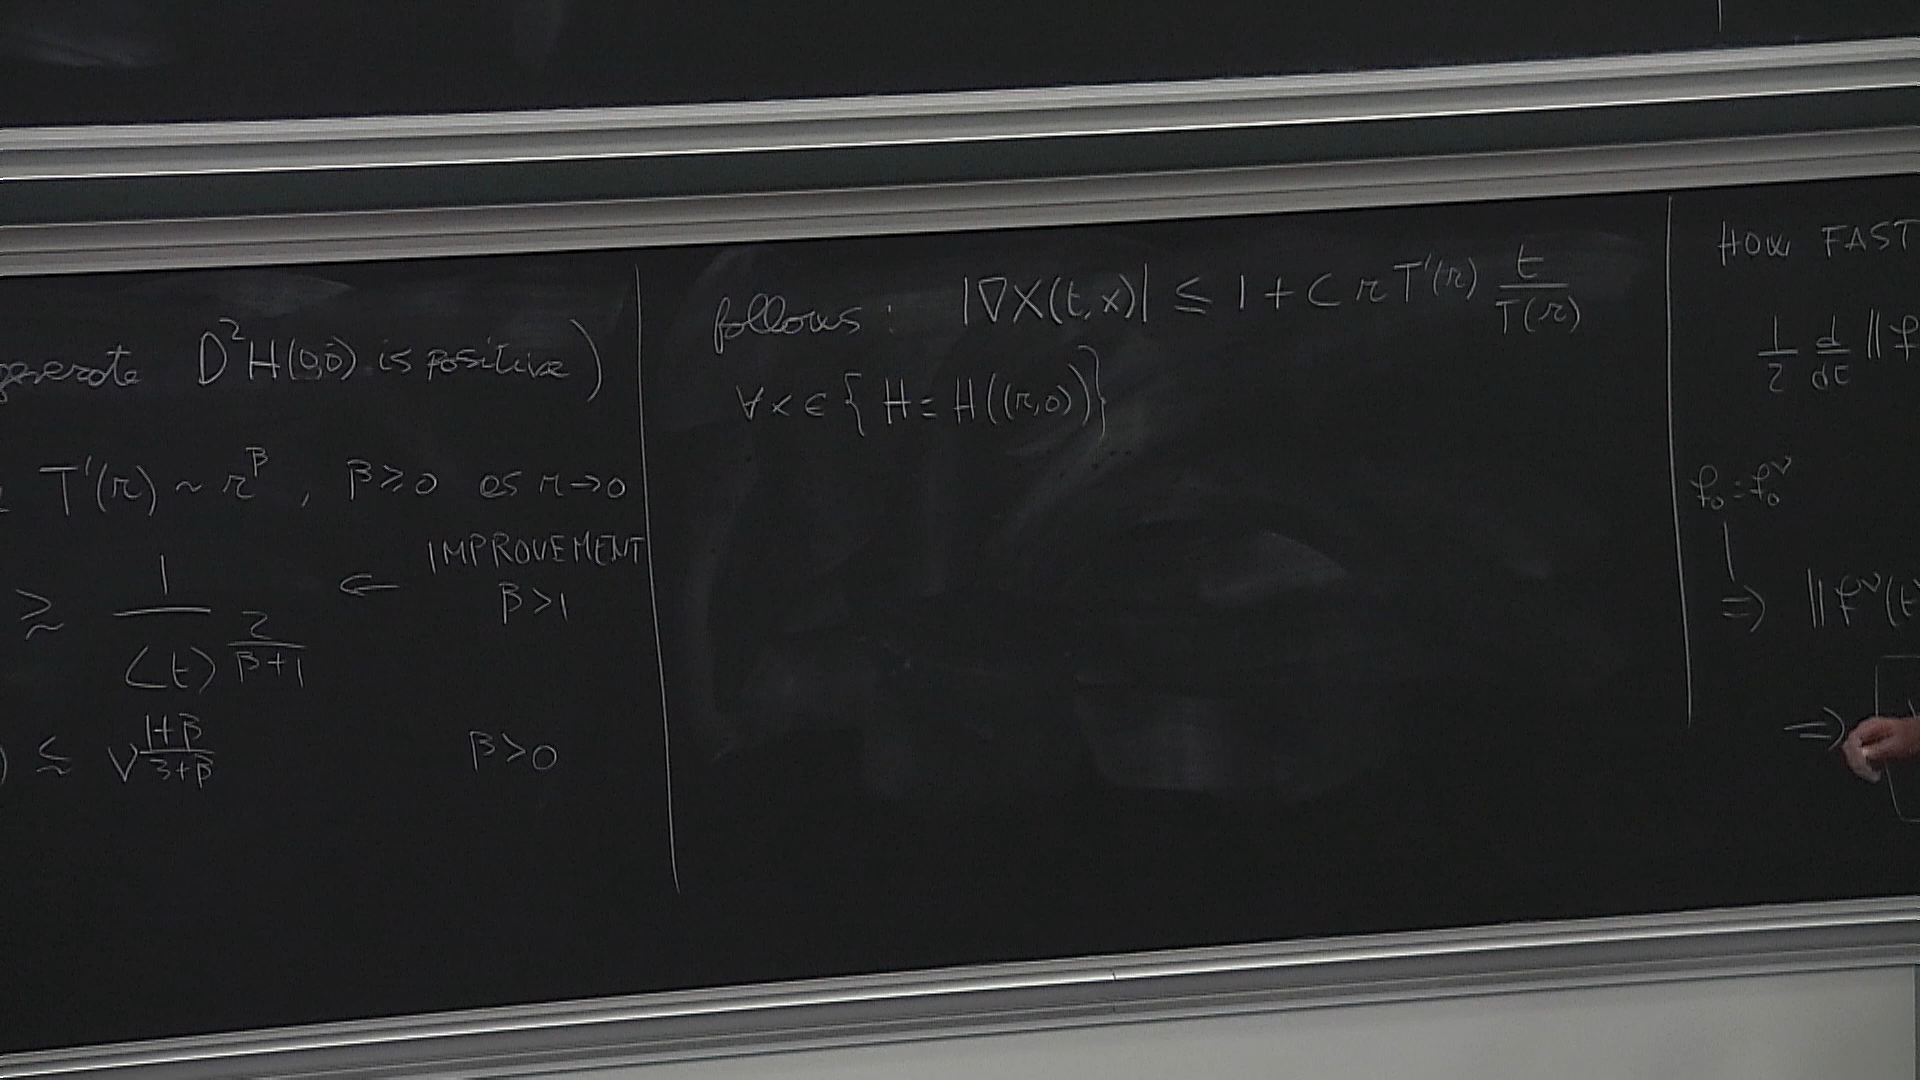 generate D²H(0,0) is positive)
T'(r) ~ r^β , β≥0 as r→0
≳ 1/(t)^{2/(β+1)} ← IMPROVEMENT
β>1
) ≲ ν^{(1+β)/(3+β)} β>0
follows: |∇X(t,x)| ≤ 1 + C r T'(r) t/T(r)
∀x∈{H=H((r,0))}
HOW FAST
1/2 d/dt ||f
f₀=f₀^ν
⇒ ||f^ν(t
⇒